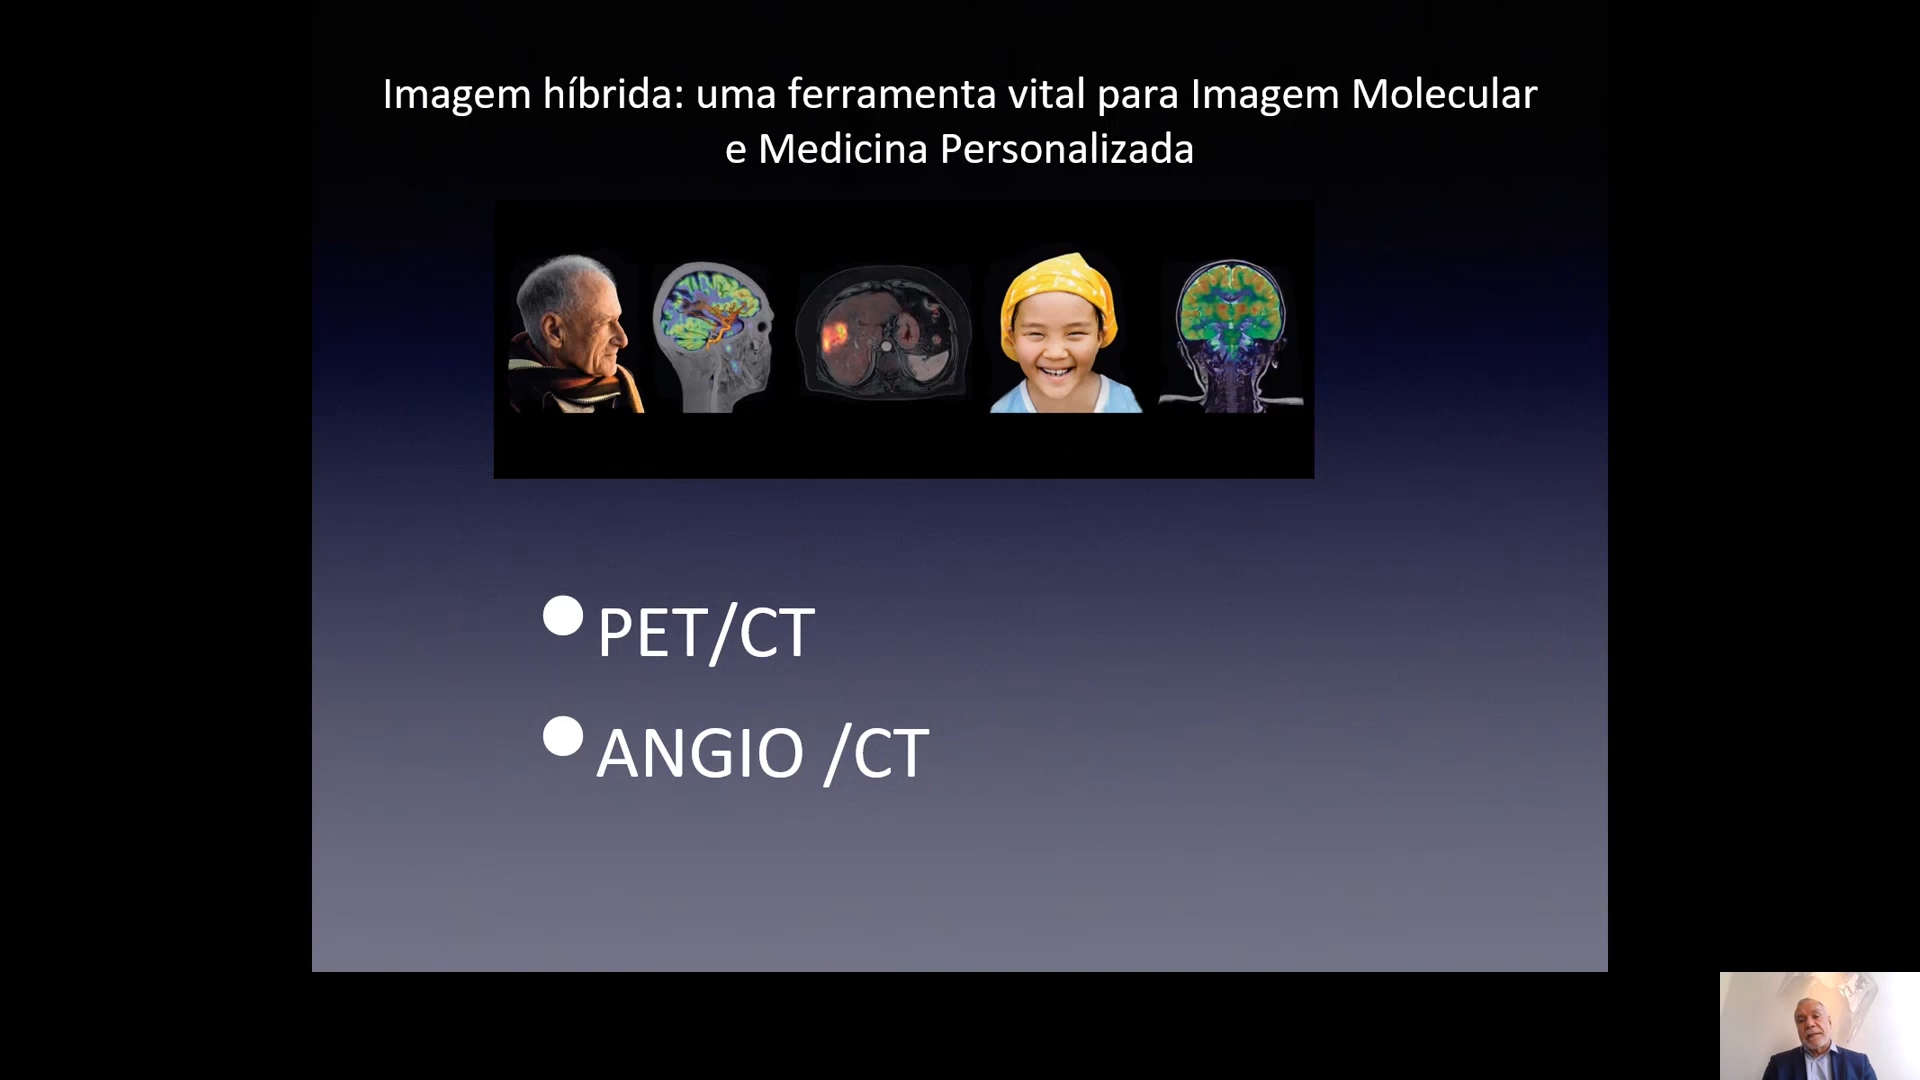 Imagem híbrida: uma ferramenta vital para Imagem Molecular
e Medicina Personalizada
• PET/CT
• ANGIO /CT